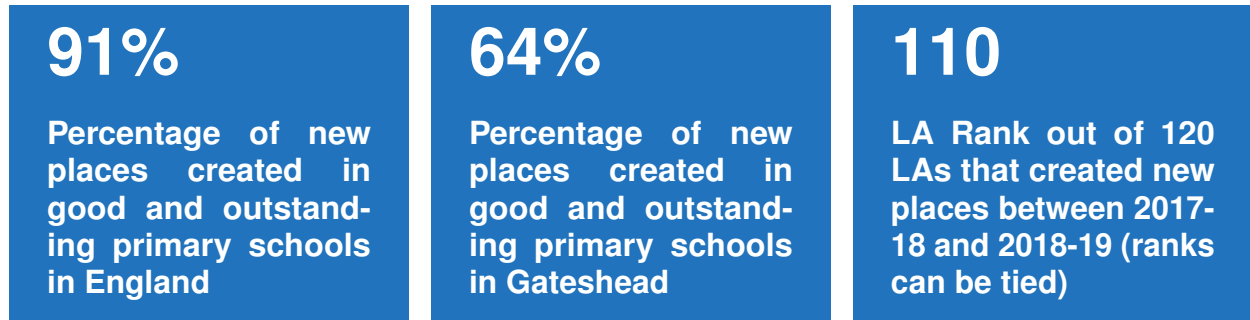 91%
Percentage of new
places created in
good and outstand-
ing primary schools
in England
64%
Percentage of new
places created in
good and outstand-
ing primary schools
in Gateshead
110
LA Rank out of 120
LAs that created new
places between 2017-
18 and 2018-19 (ranks
can be tied)